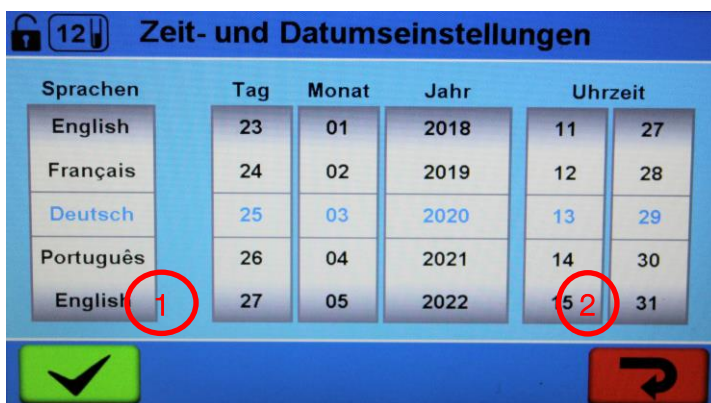 12 Zeit- und Datumseinstellungen
Sprachen Tag Monat Jahr Uhrzeit
English 23 01 2018 11 27
Français 24 02 2019 12 28
Deutsch 25 03 2020 13 29
Português 26 04 2021 14 30
English 27 05 2022 15 31
1 2